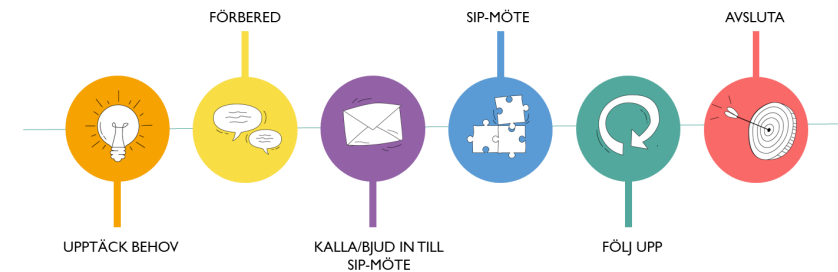 FÖRBERED
SIP-MÖTE
AVSLUTA
UPPTÄCK BEHOV
KALLA/BJUD IN TILL
SIP-MÖTE
FÖLJ UPP